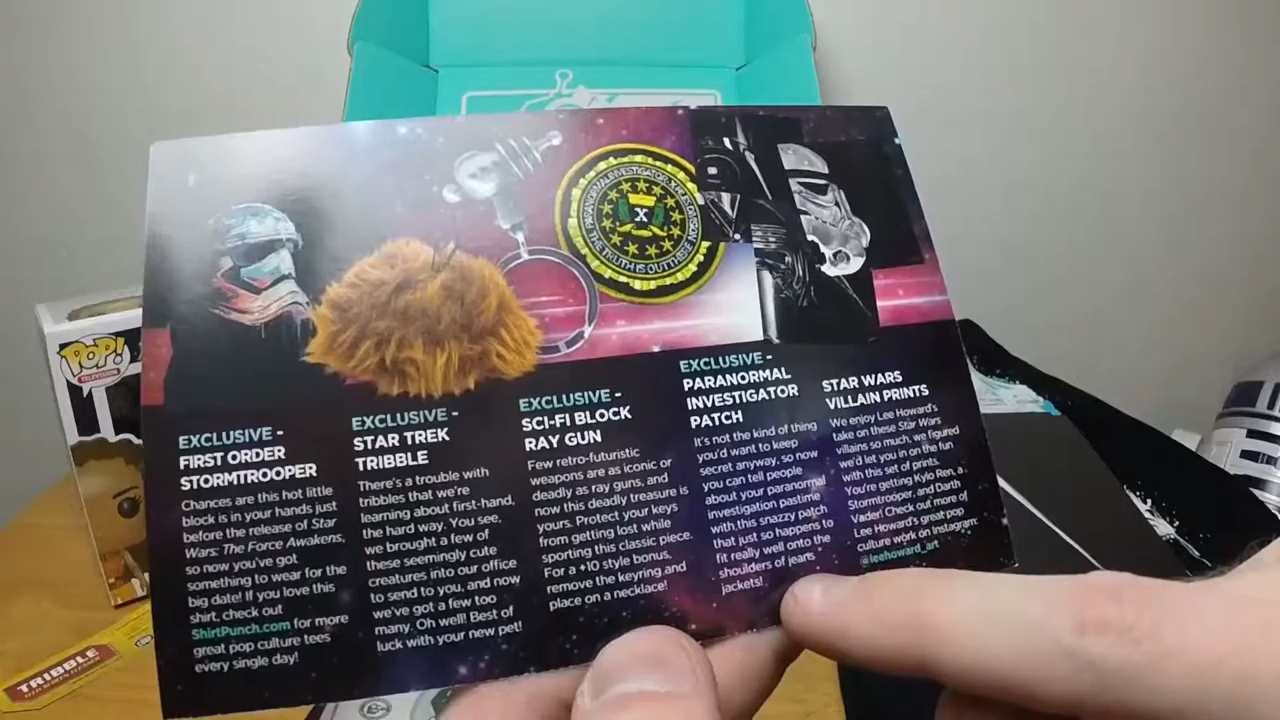 PARANORMAL INVESTIGATOR
THE TRUTH IS OUT THERE
X
POP!
TELEVISION
EXCLUSIVE -
FIRST ORDER
STORMTROOPER
Chances are this hot little
block is in your hands just
before the release of Star
Wars: The Force Awakens,
so now you've got
something to wear for the
big date! If you love this
shirt, check out
ShirtPunch.com for more
great pop culture tees
every single day!
EXCLUSIVE -
STAR TREK
TRIBBLE
There's a trouble with
tribbles that we're
learning about first-hand,
the hard way. You see,
we brought a few of
these seemingly cute
creatures into our office
to send to you, and now
we've got a few too
many. Oh well! Best of
luck with your new pet!
EXCLUSIVE -
SCI-FI BLOCK
RAY GUN
Few retro-futuristic
weapons are as iconic or
deadly as ray guns, and
now this deadly treasure is
yours. Protect your keys
from getting lost while
sporting this classic piece.
For a +10 style bonus,
remove the keyring and
place on a necklace!
EXCLUSIVE -
PARANORMAL
INVESTIGATOR
PATCH
It's not the kind of thing
you'd want to keep
secret anyway, so now
you can tell people
about your paranormal
investigation pastime
with this snazzy patch
that just so happens to
fit really well onto the
shoulders of jeans
jackets!
STAR WARS
VILLAIN PRINTS
We enjoy Lee Howard's
take on these Star Wars
villains so much, we figured
we'd let you in on the fun
with this set of prints.
You're getting Kylo Ren, a
Stormtrooper, and Darth
Vader! Check out more of
Lee Howard's great pop
culture work on Instagram:
@leehoward_art
TRIBBLE